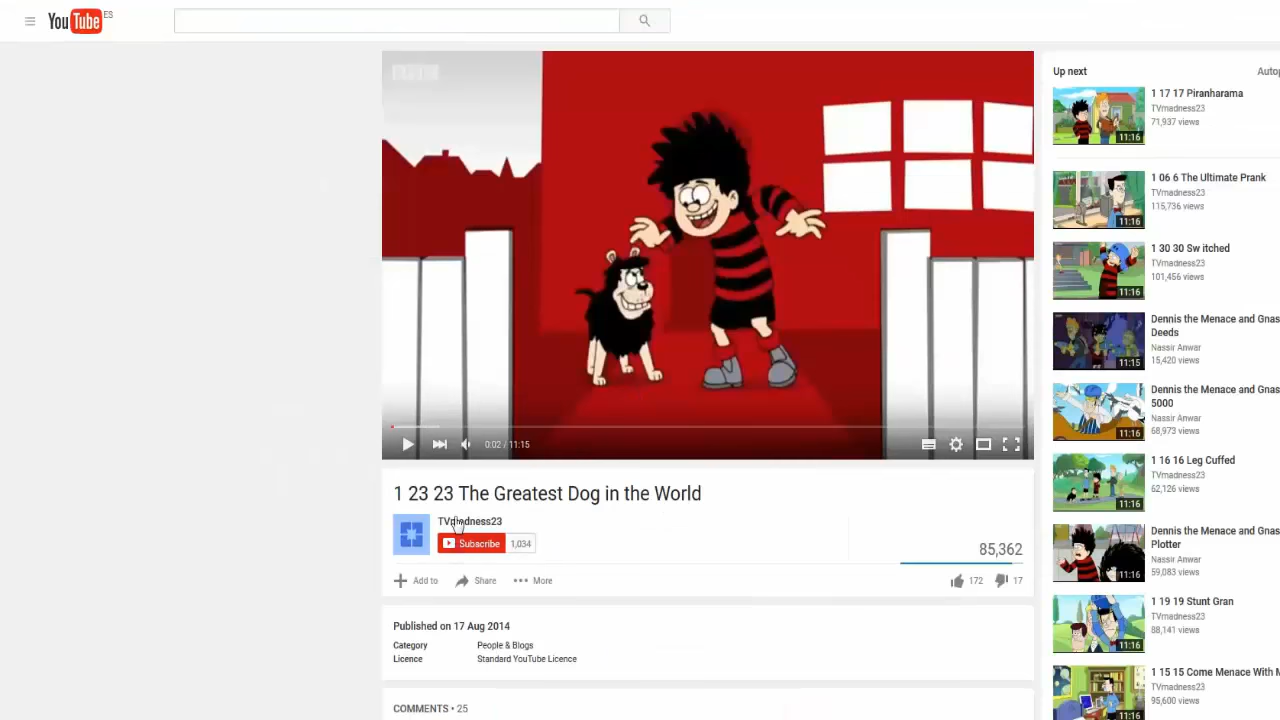 YouTube ES
Up next
Autop
1 17 17 Piranharama
TVmadness23
71,937 views
11:16
1 06 6 The Ultimate Prank
TVmadness23
115,736 views
11:16
1 30 30 Sw itched
TVmadness23
101,456 views
11:16
Dennis the Menace and Gnas
Deeds
Nassir Anwar
15,420 views
11:15
Dennis the Menace and Gnas
5000
Nassir Anwar
68,973 views
11:16
1 16 16 Leg Cuffed
TVmadness23
62,126 views
11:16
Dennis the Menace and Gnas
Plotter
Nassir Anwar
59,083 views
11:16
1 19 19 Stunt Gran
TVmadness23
88,141 views
11:16
1 15 15 Come Menace With M
TVmadness23
95,600 views
11:16
0:02 / 11:15
1 23 23 The Greatest Dog in the World
TVmadness23
Subscribe 1,034
85,362
Add to Share More
172 17
Published on 17 Aug 2014
Category People & Blogs
Licence Standard YouTube Licence
COMMENTS • 25